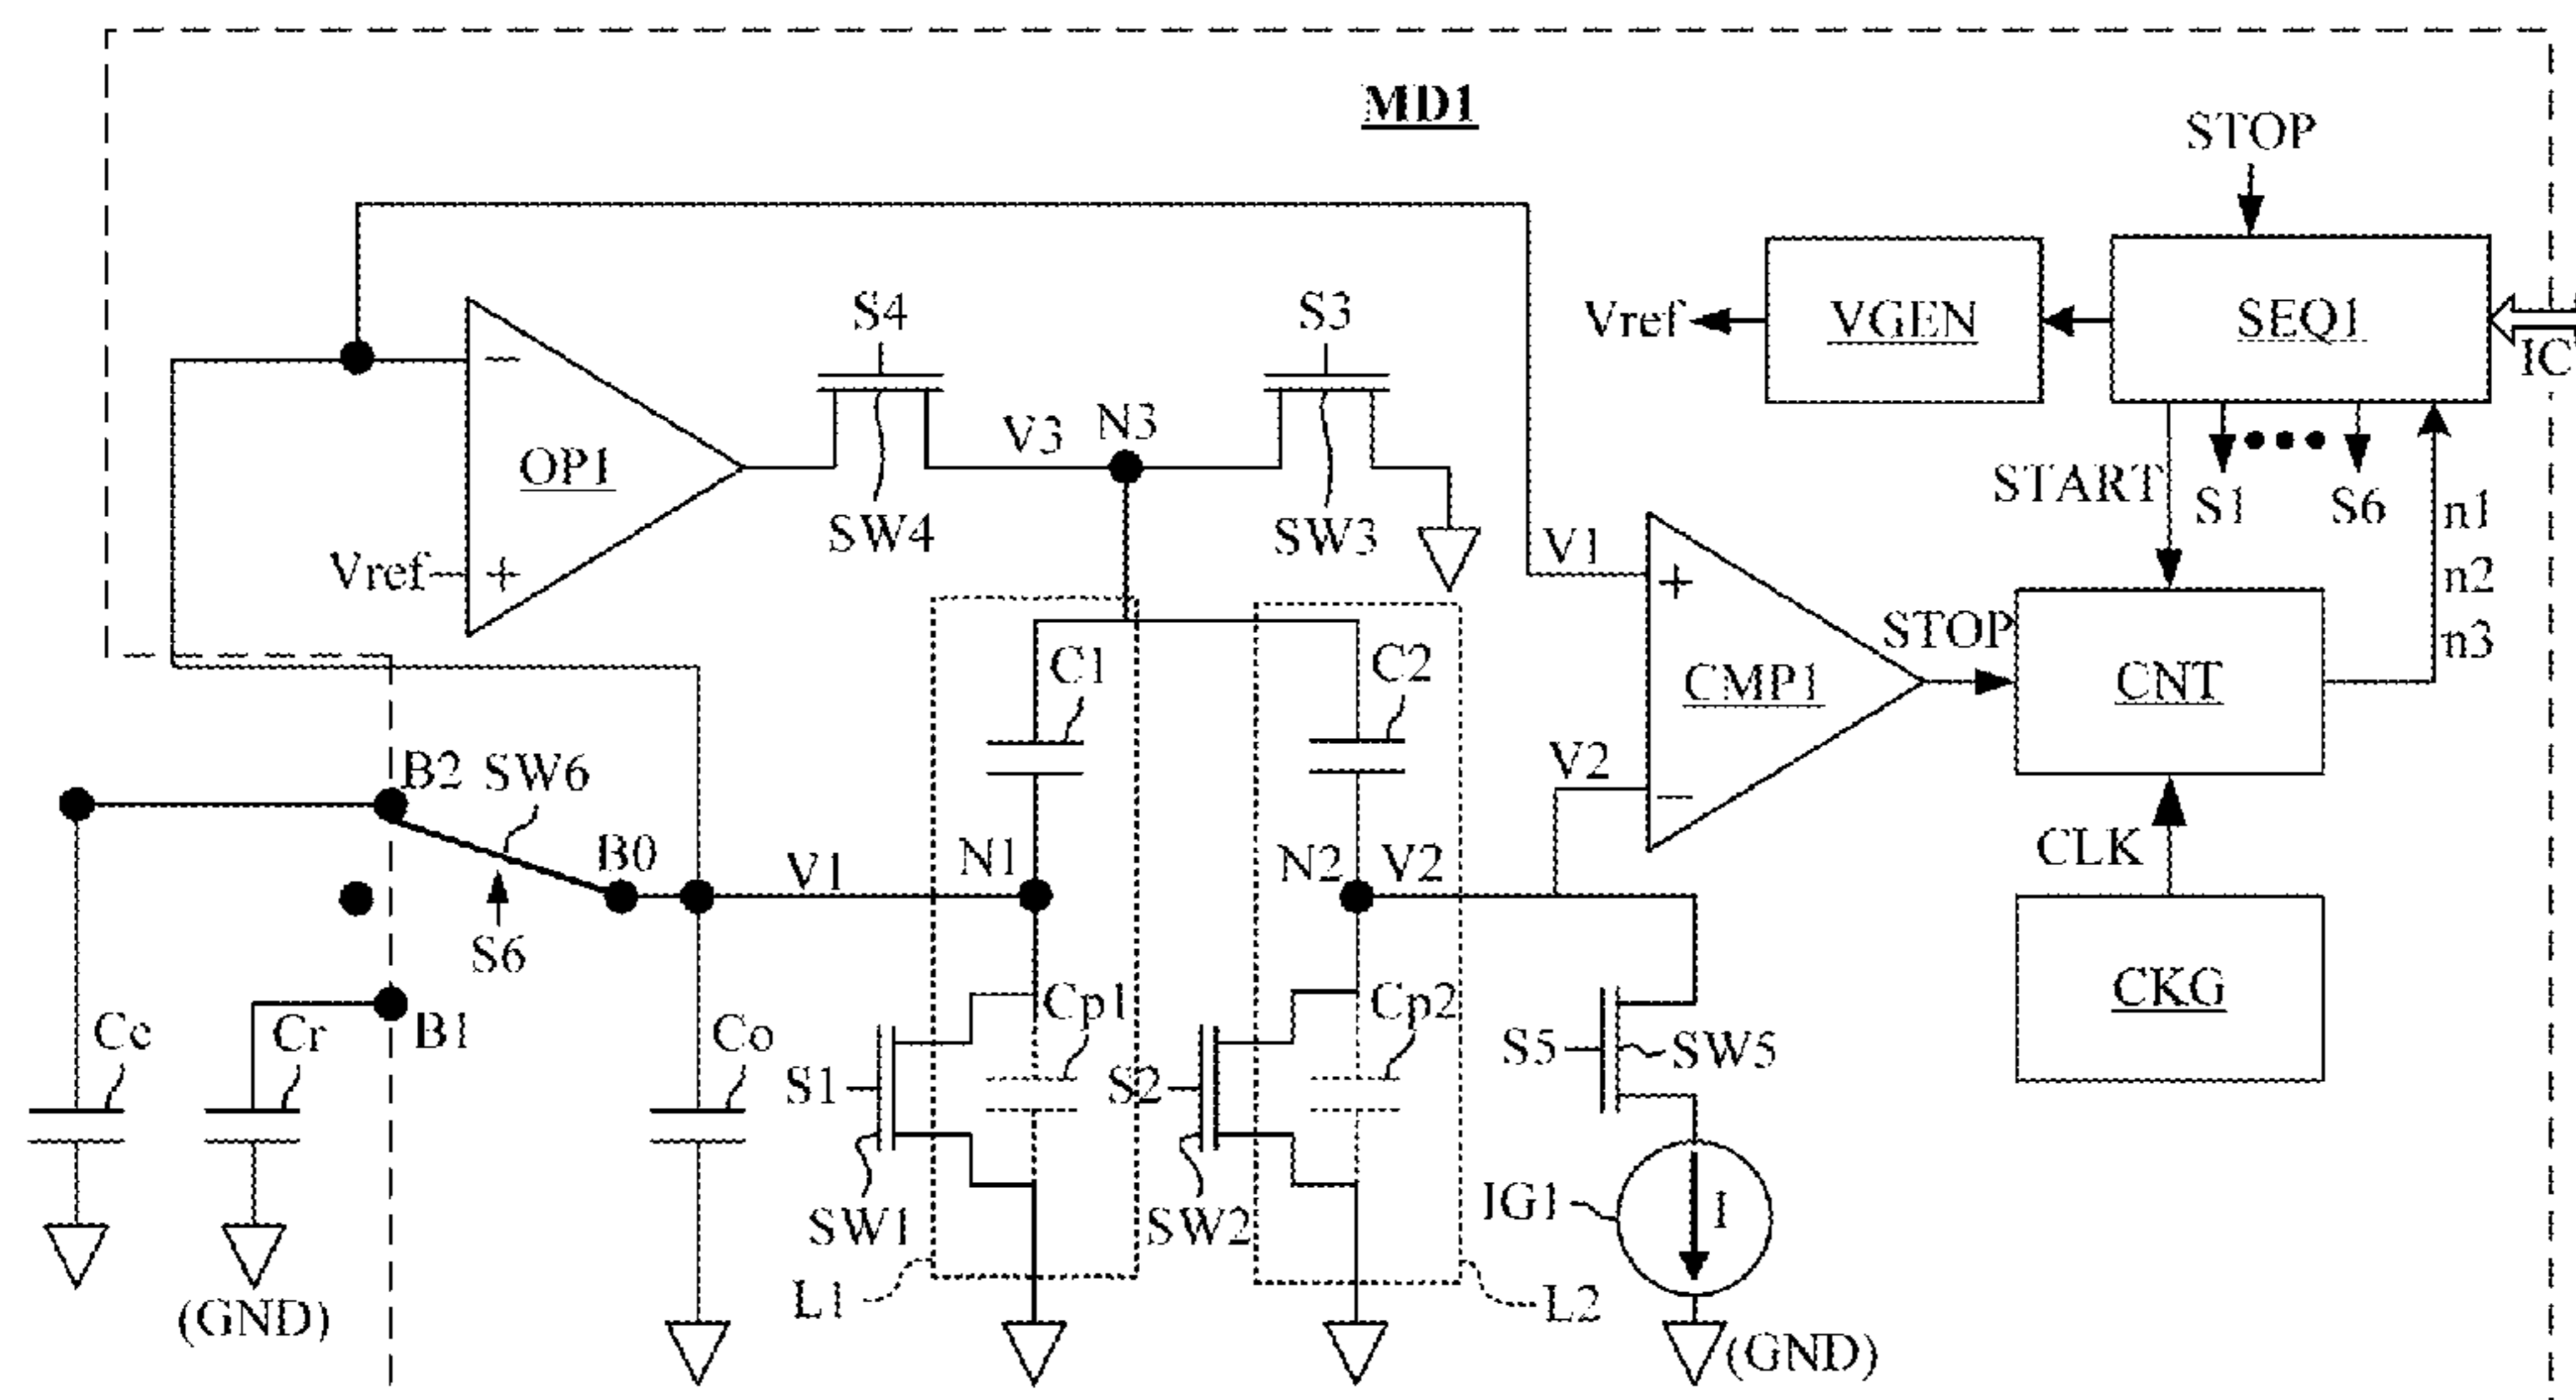 MD1
STOP
S4
S3
Vref
VGEN
SEQ1
IC
V3
N3
OP1
START
S1
S6
n1
SW4
SW3
V1
Vref
n2
STOP
n3
C1
C2
CMP1
CNT
B2
SW6
V2
B0
V1
N1
N2
V2
CLK
S6
CKG
Cc
Cr
B1
Co
Cp1
Cp2
S5
SW5
S1
S2
SW1
SW2
IG1
I
L1
L2
(GND)
(GND)